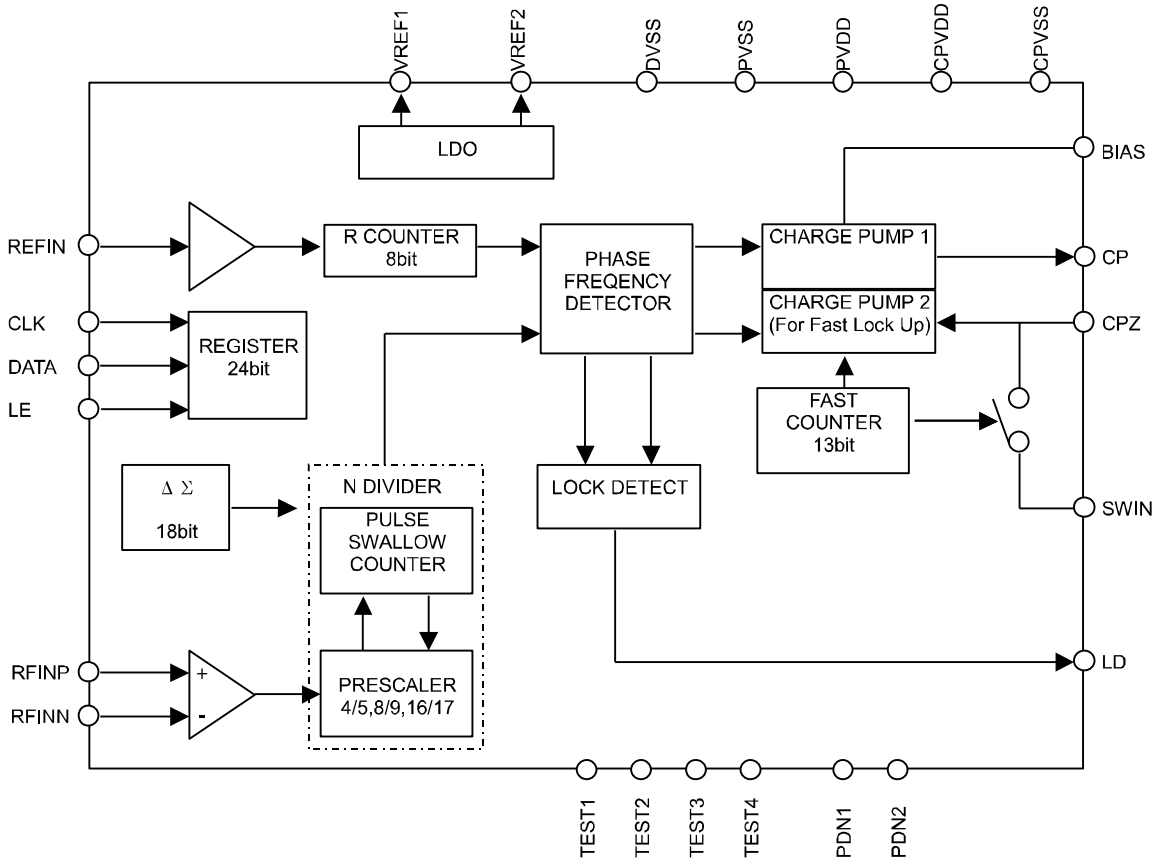 VREF1
VREF2
DVSS
PVSS
PVDD
CPVDD
CPVSS
LDO
BIAS
REFIN
R COUNTER
8bit
PHASE
FREQENCY
DETECTOR
CHARGE PUMP 1
CP
CHARGE PUMP 2
(For Fast Lock Up)
CPZ
CLK
DATA
LE
REGISTER
24bit
FAST
COUNTER
13bit
Δ Σ
18bit
N DIVIDER
PULSE
SWALLOW
COUNTER
LOCK DETECT
SWIN
RFINP
RFINN
+
-
PRESCALER
4/5,8/9,16/17
LD
TEST1
TEST2
TEST3
TEST4
PDN1
PDN2